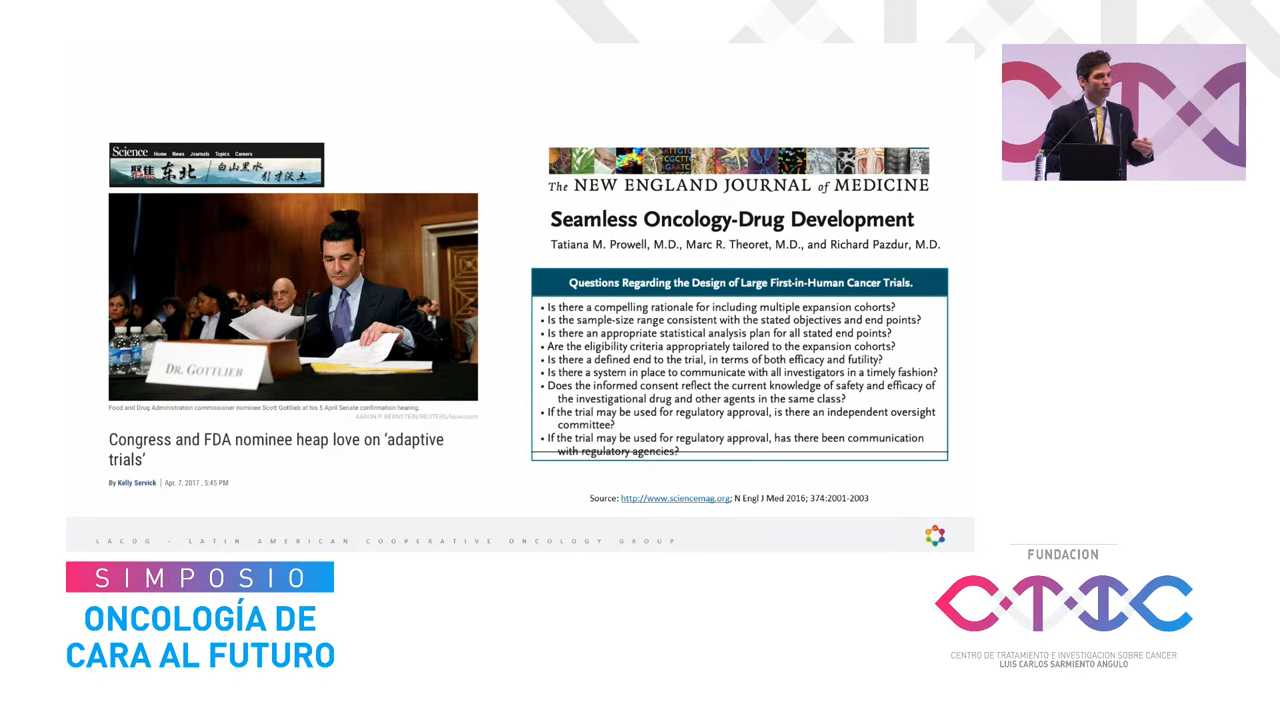 Science Home News Journals Topics Careers
聚焦 东北 白山黑水 引才沃土
DR. GOTTLIEB
Food and Drug Administration commissioner nominee Scott Gottlieb at his 5 April Senate confirmation hearing.
AARON P. BERNSTEIN/REUTERS/Newscom
Congress and FDA nominee heap love on ‘adaptive
trials’
By Kelly Servick | Apr. 7, 2017 , 5:45 PM
The NEW ENGLAND JOURNAL of MEDICINE
Seamless Oncology-Drug Development
Tatiana M. Prowell, M.D., Marc R. Theoret, M.D., and Richard Pazdur, M.D.
Questions Regarding the Design of Large First-in-Human Cancer Trials.
• Is there a compelling rationale for including multiple expansion cohorts?
• Is the sample-size range consistent with the stated objectives and end points?
• Is there an appropriate statistical analysis plan for all stated end points?
• Are the eligibility criteria appropriately tailored to the expansion cohorts?
• Is there a defined end to the trial, in terms of both efficacy and futility?
• Is there a system in place to communicate with all investigators in a timely fashion?
• Does the informed consent reflect the current knowledge of safety and efficacy of
the investigational drug and other agents in the same class?
• If the trial may be used for regulatory approval, is there an independent oversight
committee?
• If the trial may be used for regulatory approval, has there been communication
with regulatory agencies?
Source: http://www.sciencemag.org; N Engl J Med 2016; 374:2001-2003
LACOG - LATIN AMERICAN COOPERATIVE ONCOLOGY GROUP
SIMPOSIO
ONCOLOGÍA DE
CARA AL FUTURO
FUNDACION
CTIC
CENTRO DE TRATAMIENTO E INVESTIGACION SOBRE CANCER
LUIS CARLOS SARMIENTO ANGULO